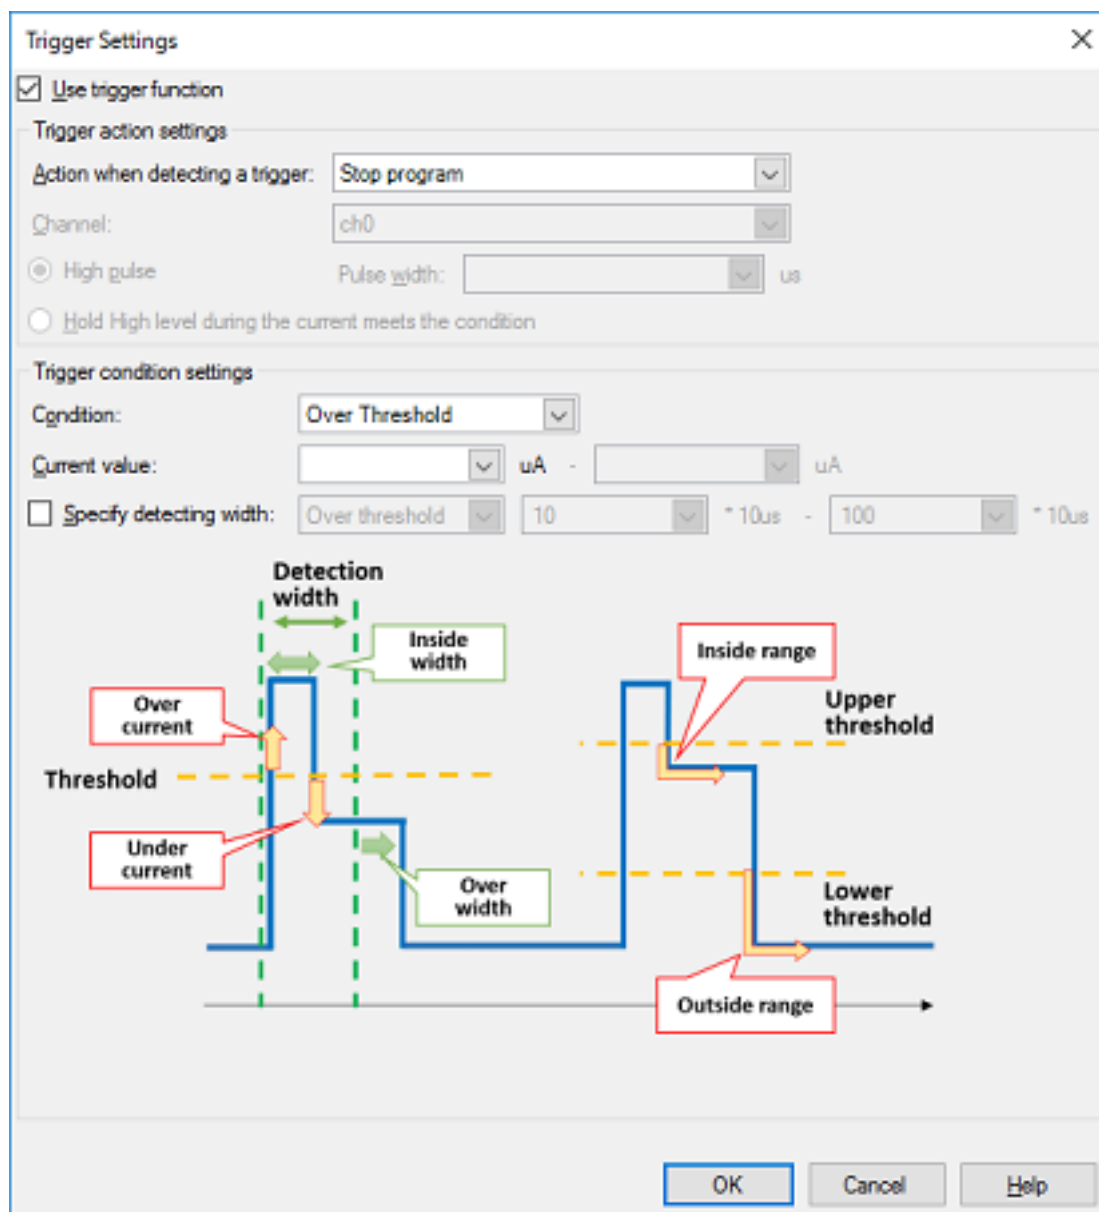 Trigger Settings
Use trigger function
Trigger action settings
Action when detecting a trigger: Stop program
Channel: ch0
High pulse Pulse width: us
Hold High level during the current meets the condition
Trigger condition settings
Condition: Over Threshold
Current value: uA - uA
Specify detecting width: Over threshold 10 * 10us - 100 * 10us
Detection
width
Inside
width
Over
current
Threshold
Under
current
Over
width
Inside range
Upper
threshold
Lower
threshold
Outside range
OK Cancel Help